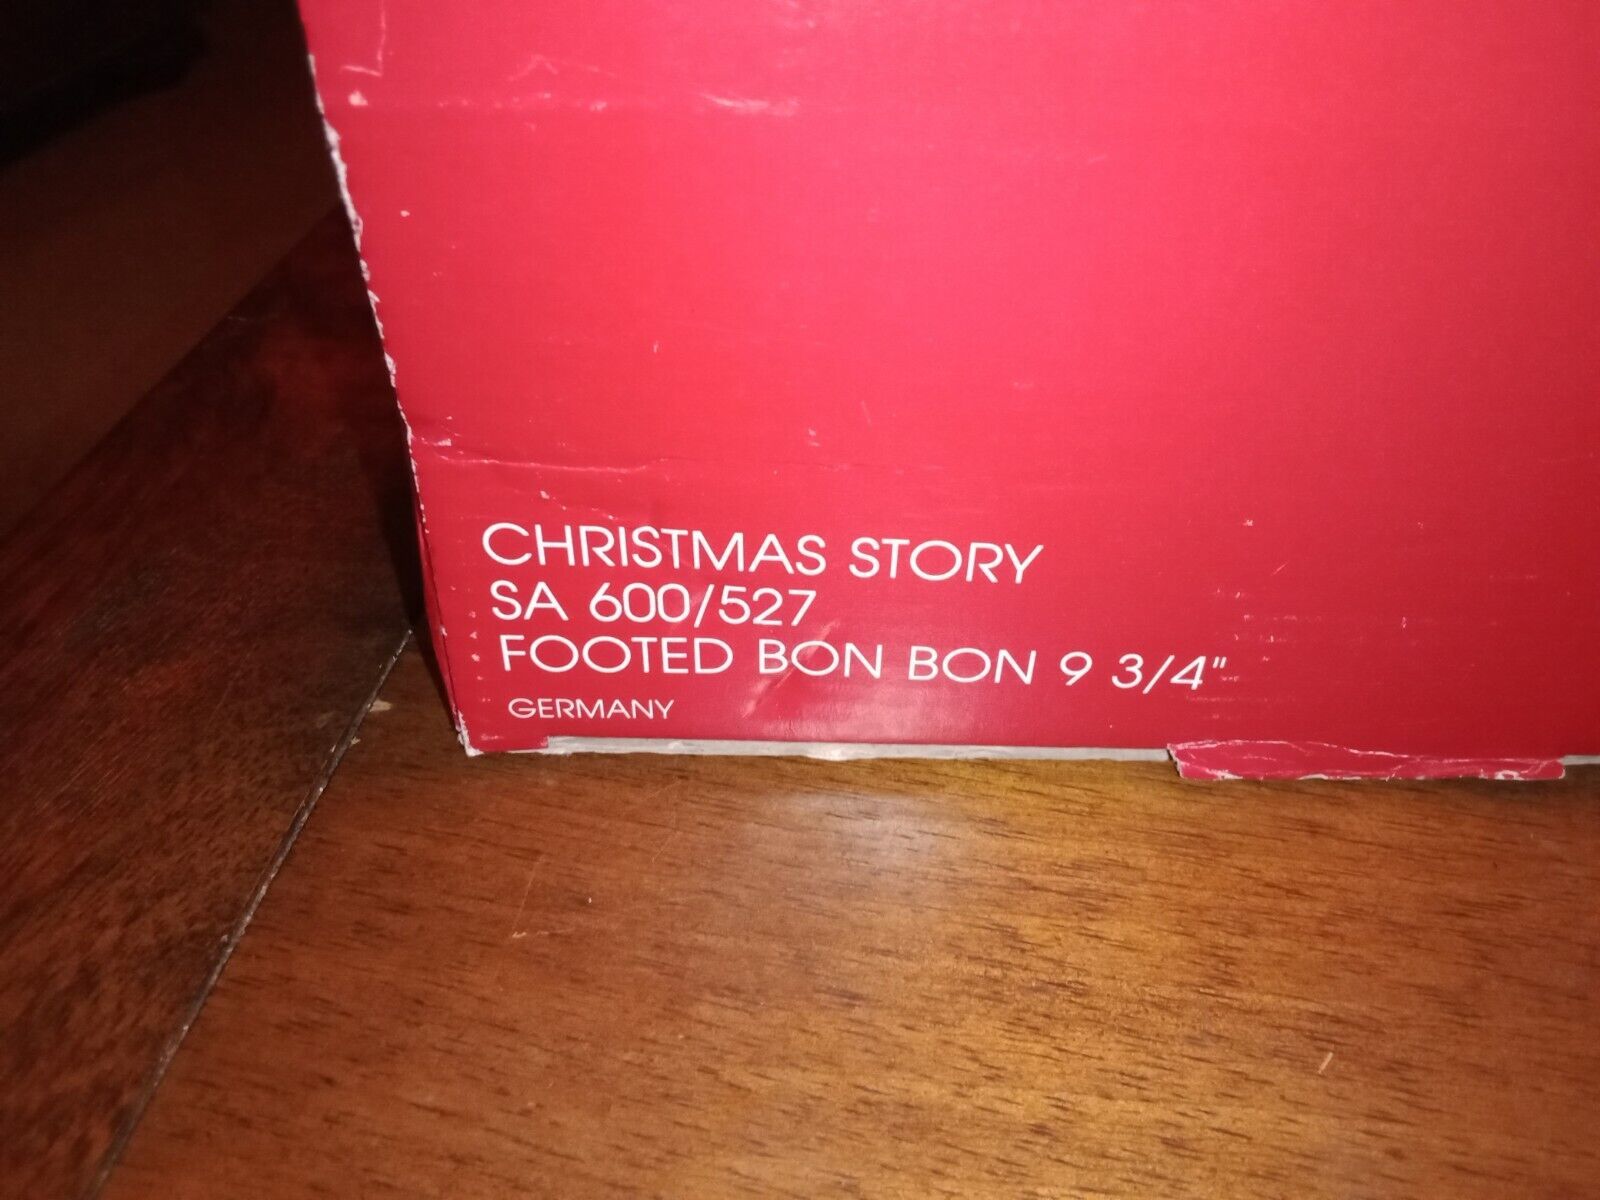 CHRISTMAS STORY
SA 600/527
FOOTED BON BON 9 3/4"
GERMANY